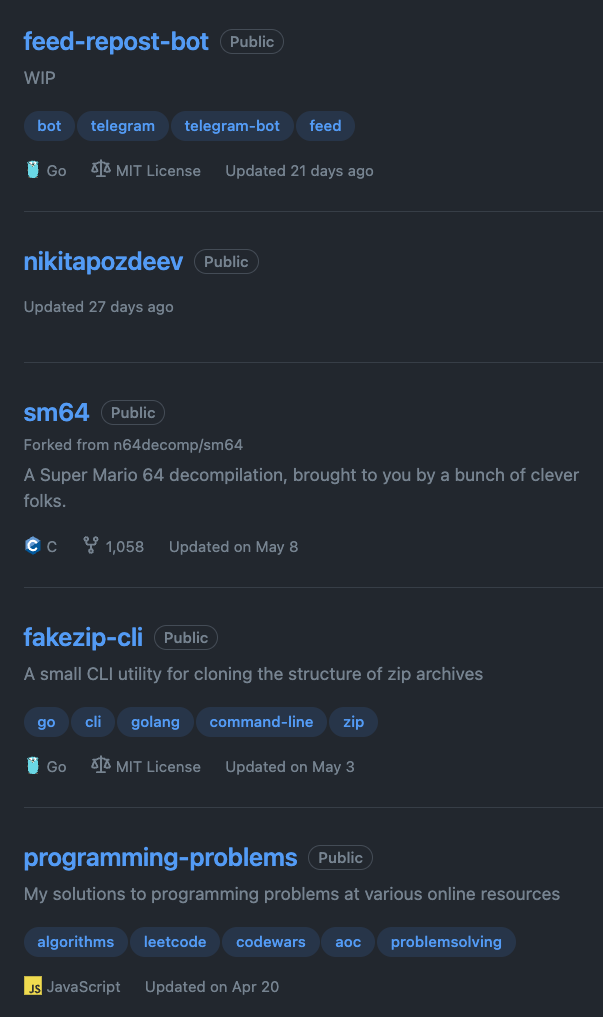 feed-repost-bot Public
WIP
bot telegram telegram-bot feed
Go MIT License Updated 21 days ago
nikitapozdeev Public
Updated 27 days ago
sm64 Public
Forked from n64decomp/sm64
A Super Mario 64 decompilation, brought to you by a bunch of clever
folks.
C 1,058 Updated on May 8
fakezip-cli Public
A small CLI utility for cloning the structure of zip archives
go cli golang command-line zip
Go MIT License Updated on May 3
programming-problems Public
My solutions to programming problems at various online resources
algorithms leetcode codewars aoc problemsolving
JS JavaScript Updated on Apr 20